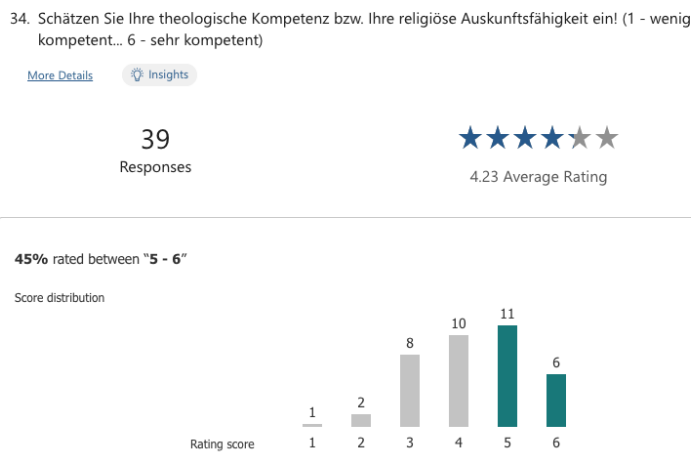 34. Schätzen Sie Ihre theologische Kompetenz bzw. Ihre religiöse Auskunftsfähigkeit ein! (1 - wenig
kompetent... 6 - sehr kompetent)
More Details
Insights
39
Responses
4.23 Average Rating
45% rated between "5 - 6"
Score distribution
1 2 8 10 11 6
Rating score 1 2 3 4 5 6